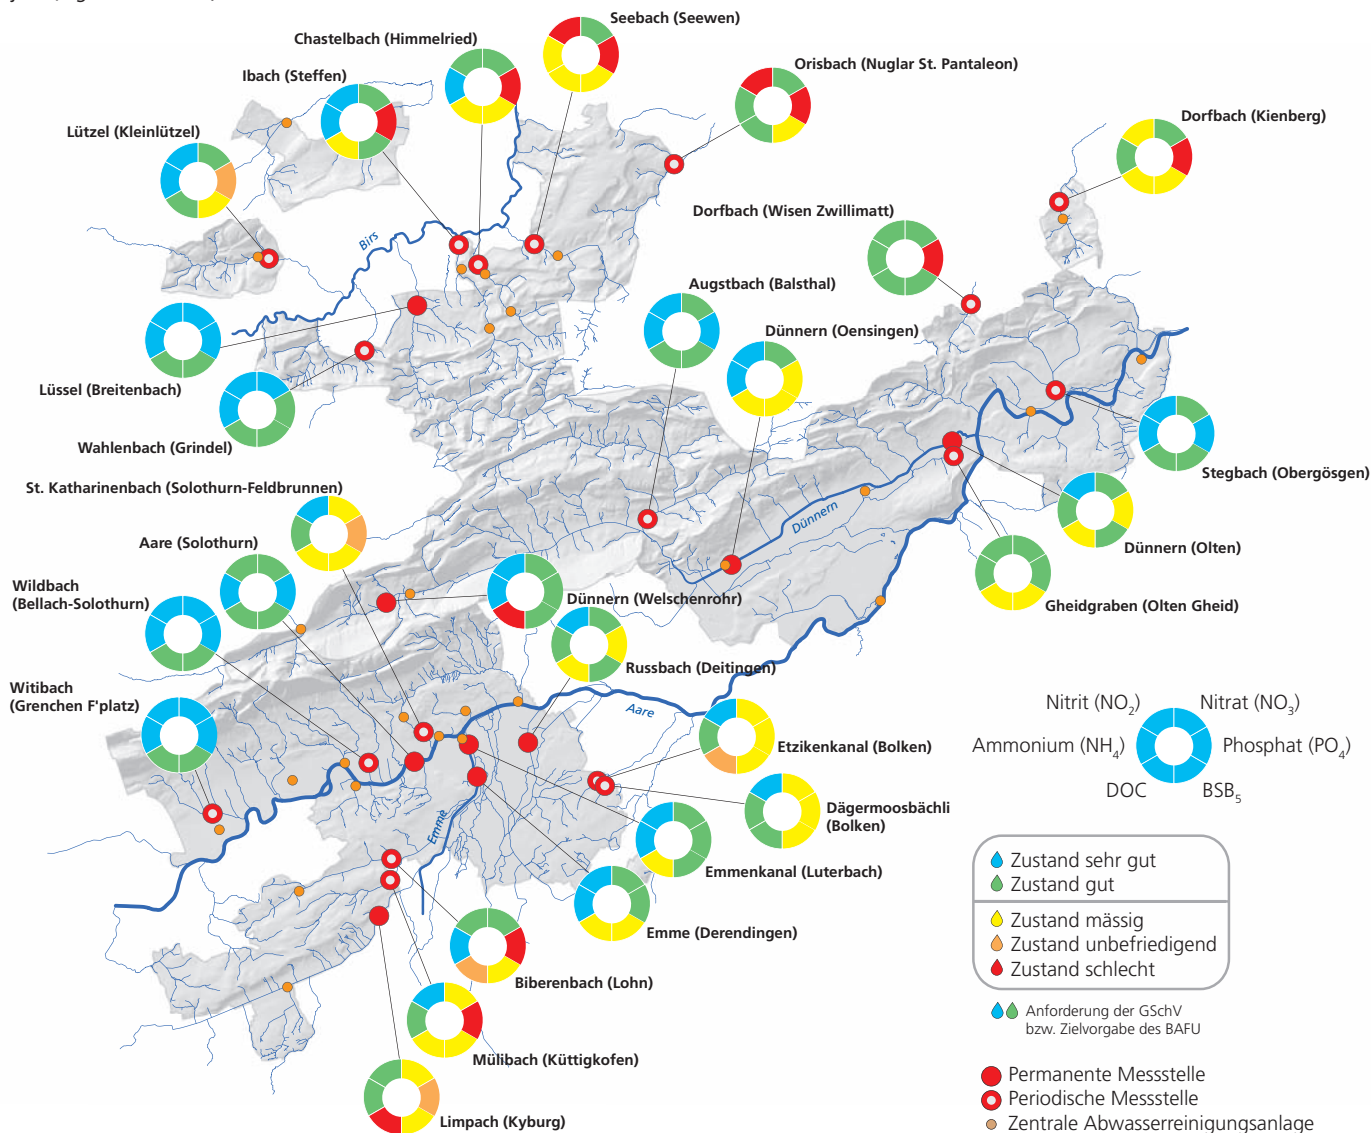 Seebach (Seewen)
Chastelbach (Himmelried)
Orisbach (Nuglar St. Pantaleon)
Ibach (Steffen)
Dorfbach (Kienberg)
Lützel (Kleinlützel)
Dorfbach (Wisen Zwillimatt)
Birs
Augstbach (Balsthal)
Dünnern (Oensingen)
Lüssel (Breitenbach)
Wahlenbach (Grindel)
Stegbach (Obergösgen)
St. Katharinenbach (Solothurn-Feldbrunnen)
Dünnern
Aare (Solothurn)
Dünnern (Olten)
Wildbach
(Bellach-Solothurn)
Dünnern (Welschenrohr)
Gheidgraben (Olten Gheid)
Russbach (Deitingen)
Witibach
(Grenchen F'platz)
Aare
Etzikenkanal (Bolken)
Dägermoosbächli
(Bolken)
Emme
Emmenkanal (Luterbach)
Emme (Derendingen)
Biberenbach (Lohn)
Mülibach (Küttigkofen)
Limpach (Kyburg)
Nitrit (NO2)
Nitrat (NO3)
Ammonium (NH4)
Phosphat (PO4)
DOC
BSB5
Zustand sehr gut
Zustand gut
Zustand mässig
Zustand unbefriedigend
Zustand schlecht
Anforderung der GSchV
bzw. Zielvorgabe des BAFU
Permanente Messstelle
Periodische Messstelle
Zentrale Abwasserreinigungsanlage